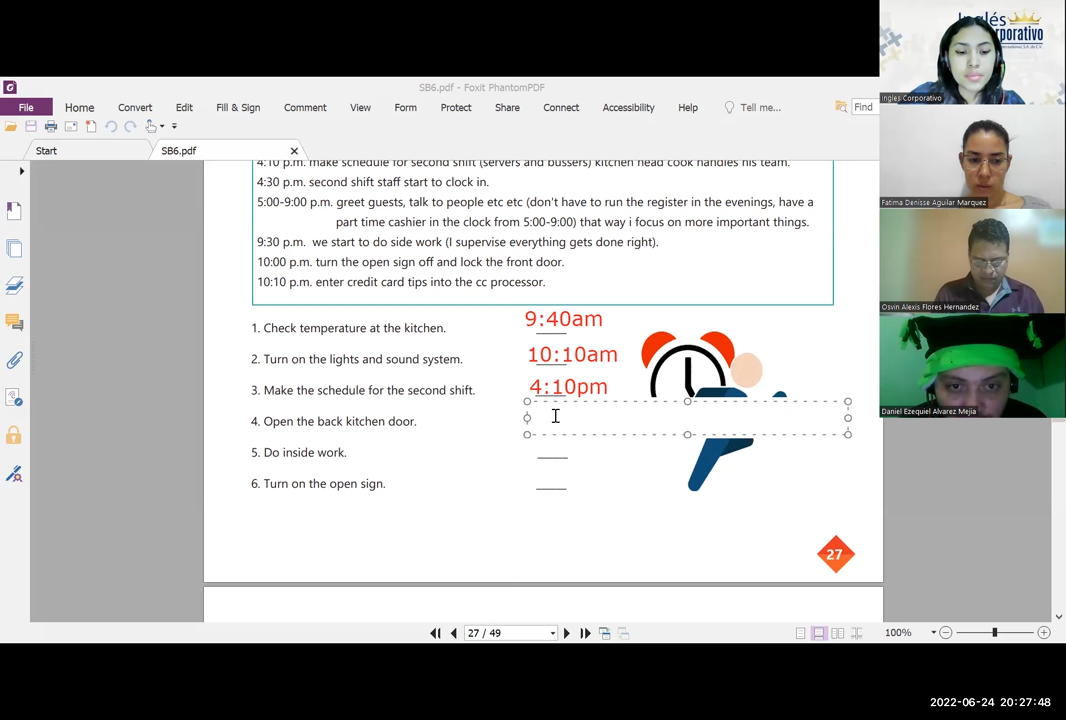 Inglés
Corporativo
International S.A. de C.V.
SB6.pdf - Foxit PhantomPDF
File Home Convert Edit Fill & Sign Comment View Form Protect Share Connect Accessibility Help Tell me... Find
Start SB6.pdf
4:10 p.m. make schedule for second shift (servers and bussers) kitchen head cook handles his team.
4:30 p.m. second shift staff start to clock in.
5:00-9:00 p.m. greet guests, talk to people etc etc (don't have to run the register in the evenings, have a
part time cashier in the clock from 5:00-9:00) that way i focus on more important things.
9:30 p.m. we start to do side work (I supervise everything gets done right).
10:00 p.m. turn the open sign off and lock the front door.
10:10 p.m. enter credit card tips into the cc processor.
1. Check temperature at the kitchen. 9:40am
2. Turn on the lights and sound system. 10:10am
3. Make the schedule for the second shift. 4:10pm
4. Open the back kitchen door.
5. Do inside work. ____
6. Turn on the open sign. ____
27
27 / 49
100%
Ingles Corporativo
Fatima Denisse Aguilar Marquez
Osvin Alexis Flores Hernandez
Daniel Ezequiel Alvarez Mejia
2022-06-24 20:27:48